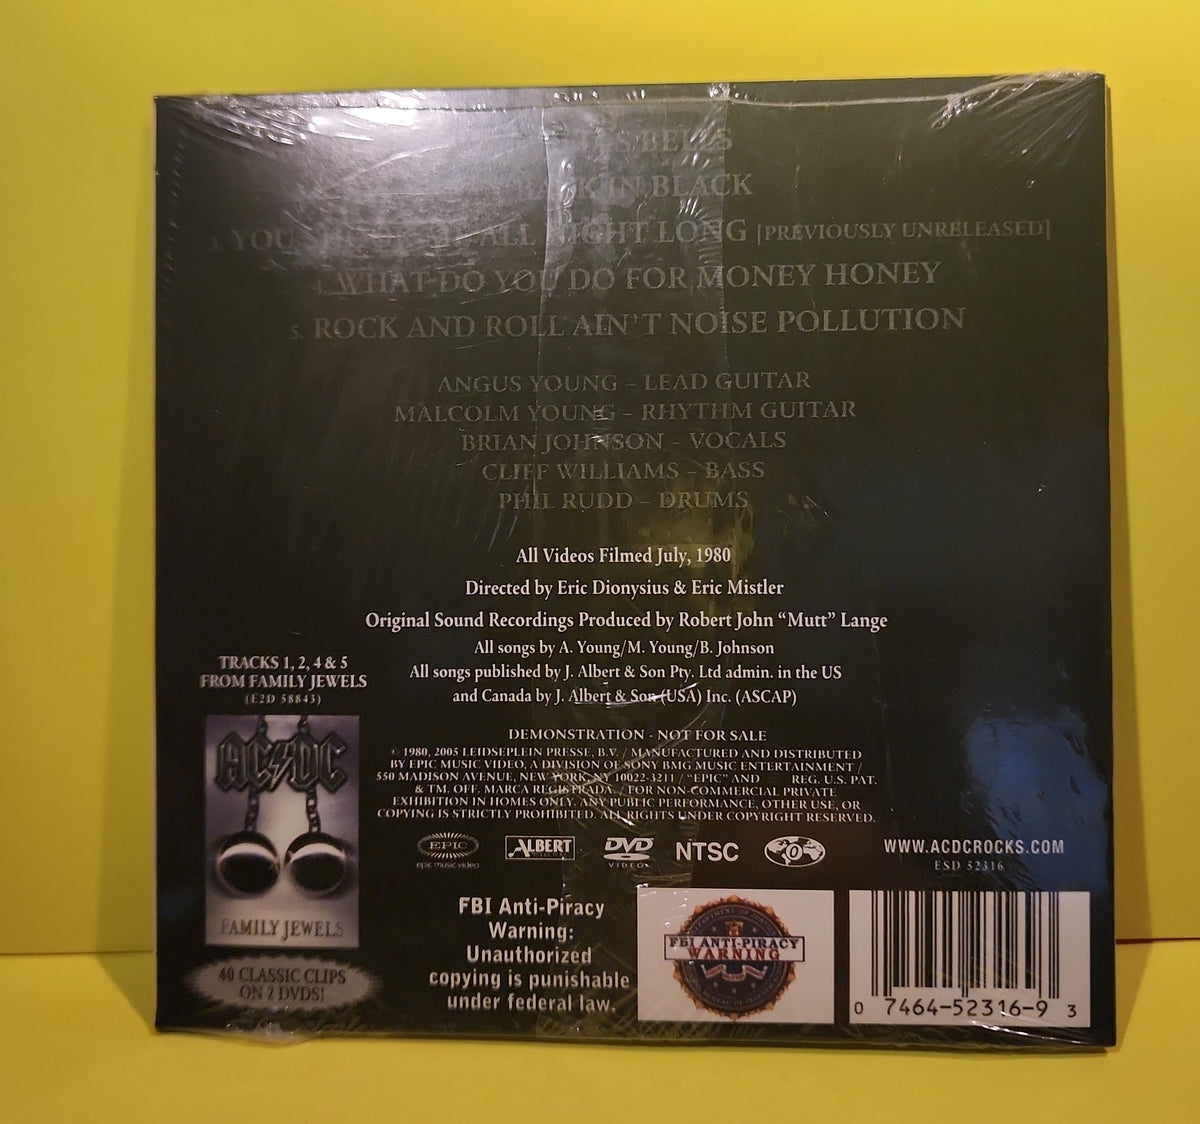 BELLS
BACK IN BLACK
3. YOU ALL NIGHT LONG [PREVIOUSLY UNRELEASED]
WHAT DO YOU DO FOR MONEY HONEY
5. ROCK AND ROLL AIN'T NOISE POLLUTION
ANGUS YOUNG – LEAD GUITAR
MALCOLM YOUNG – RHYTHM GUITAR
BRIAN JOHNSON – VOCALS
CLIFF WILLIAMS – BASS
PHIL RUDD – DRUMS
All Videos Filmed July, 1980
Directed by Eric Dionysius & Eric Mistler
Original Sound Recordings Produced by Robert John “Mutt” Lange
All songs by A. Young/M. Young/B. Johnson
All songs published by J. Albert & Son Pty. Ltd admin. in the US
and Canada by J. Albert & Son (USA) Inc. (ASCAP)
TRACKS 1, 2, 4 & 5
FROM FAMILY JEWELS
(E2D 58843)
AC/DC
FAMILY JEWELS
40 CLASSIC CLIPS
ON 2 DVDS!
DEMONSTRATION - NOT FOR SALE
© 1980, 2005 LEIDSEPLEIN PRESSE, B.V. / MANUFACTURED AND DISTRIBUTED
BY EPIC MUSIC VIDEO, A DIVISION OF SONY BMG MUSIC ENTERTAINMENT /
550 MADISON AVENUE, NEW YORK, NY 10022-3211 / “EPIC” AND REG. U.S. PAT.
& TM. OFF. MARCA REGISTRADA. / FOR NON-COMMERCIAL PRIVATE
EXHIBITION IN HOMES ONLY. ANY PUBLIC PERFORMANCE, OTHER USE, OR
COPYING IS STRICTLY PROHIBITED. ALL RIGHTS UNDER COPYRIGHT RESERVED.
EPIC
epic music video
ALBERT
DVD
VIDEO
NTSC
0
WWW.ACDCROCKS.COM
ESD 52316
FBI Anti-Piracy
Warning:
Unauthorized
copying is punishable
under federal law.
FBI ANTI-PIRACY
WARNING
0 7464-52316-9 3